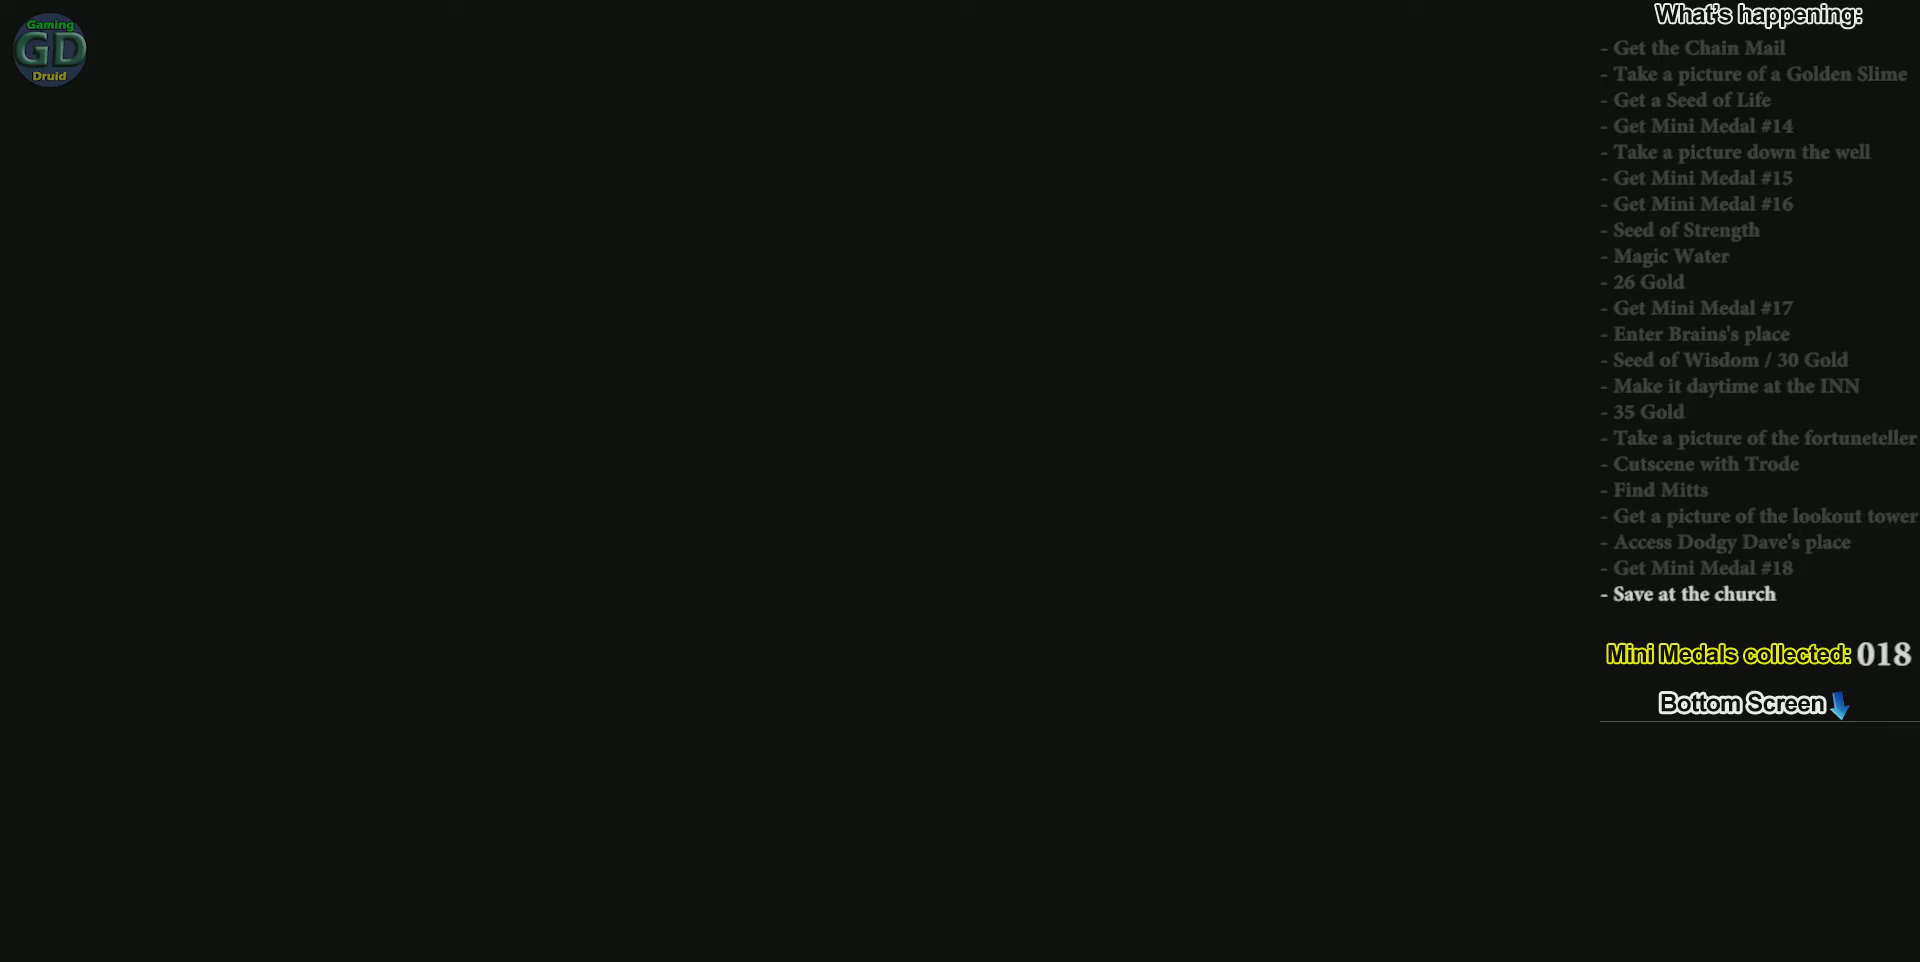 Gaming
GD
Druid
What's happening:
- Get the Chain Mail
- Take a picture of a Golden Slime
- Get a Seed of Life
- Get Mini Medal #14
- Take a picture down the well
- Get Mini Medal #15
- Get Mini Medal #16
- Seed of Strength
- Magic Water
- 26 Gold
- Get Mini Medal #17
- Enter Brains's place
- Seed of Wisdom / 30 Gold
- Make it daytime at the INN
- 35 Gold
- Take a picture of the fortuneteller
- Cutscene with Trode
- Find Mitts
- Get a picture of the lookout tower
- Access Dodgy Dave's place
- Get Mini Medal #18
- Save at the church
Mini Medals collected: 018
Bottom Screen